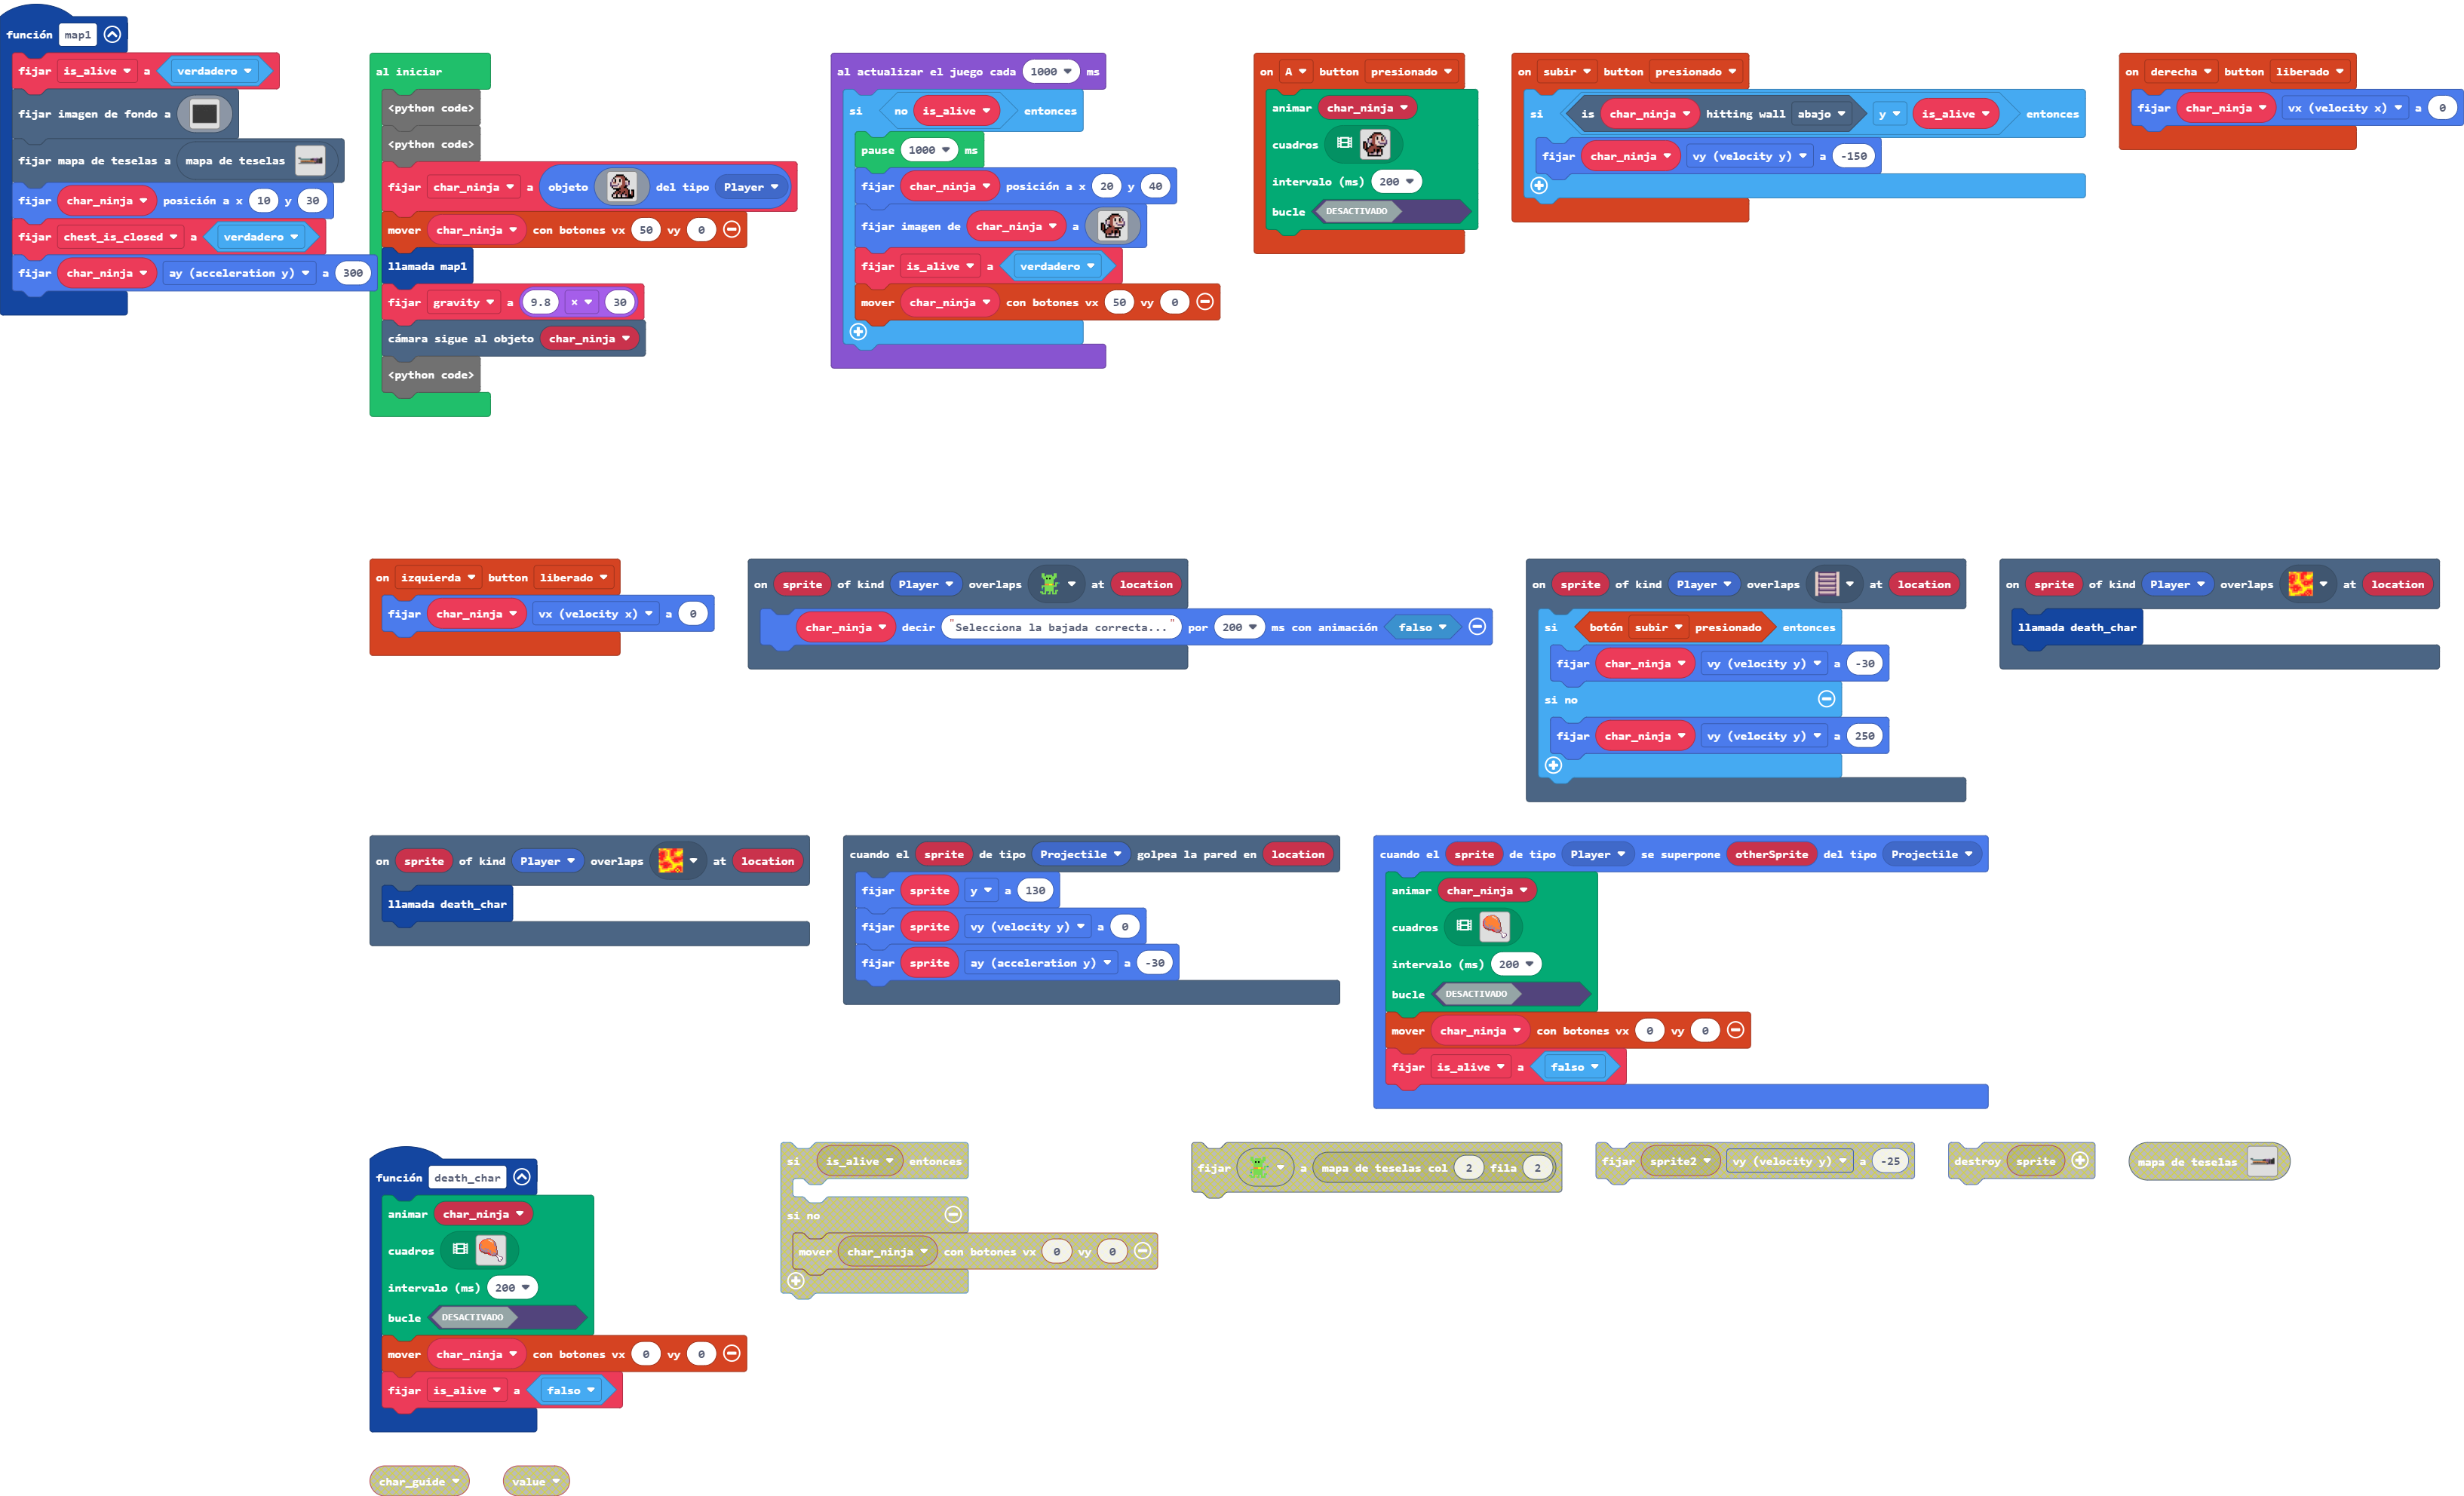 función map1
fijar is_alive a verdadero
fijar imagen de fondo a
fijar mapa de teselas a mapa de teselas
fijar char_ninja posición a x 10 y 30
fijar chest_is_closed a verdadero
fijar char_ninja ay (acceleration y) a 300
al iniciar
<python code>
<python code>
fijar char_ninja a objeto del tipo Player
mover char_ninja con botones vx 50 vy 0
llamada map1
fijar gravity a 9.8 × 30
cámara sigue al objeto char_ninja
<python code>
al actualizar el juego cada 1000 ms
si no is_alive entonces
pause 1000 ms
fijar char_ninja posición a x 20 y 40
fijar imagen de char_ninja a
fijar is_alive a verdadero
mover char_ninja con botones vx 50 vy 0
on A button presionado
animar char_ninja
cuadros
intervalo (ms) 200
bucle DESACTIVADO
on subir button presionado
si is char_ninja hitting wall abajo y is_alive entonces
fijar char_ninja vy (velocity y) a -150
on derecha button liberado
fijar char_ninja vx (velocity x) a 0
on izquierda button liberado
fijar char_ninja vx (velocity x) a 0
on sprite of kind Player overlaps at location
char_ninja decir "Selecciona la bajada correcta..." por 200 ms con animación falso
on sprite of kind Player overlaps at location
si botón subir presionado entonces
fijar char_ninja vy (velocity y) a -30
si no
fijar char_ninja vy (velocity y) a 250
on sprite of kind Player overlaps at location
llamada death_char
on sprite of kind Player overlaps at location
llamada death_char
cuando el sprite de tipo Projectile golpea la pared en location
fijar sprite y a 130
fijar sprite vy (velocity y) a 0
fijar sprite ay (acceleration y) a -30
cuando el sprite de tipo Player se superpone otherSprite del tipo Projectile
animar char_ninja
cuadros
intervalo (ms) 200
bucle DESACTIVADO
mover char_ninja con botones vx 0 vy 0
fijar is_alive a falso
función death_char
animar char_ninja
cuadros
intervalo (ms) 200
bucle DESACTIVADO
mover char_ninja con botones vx 0 vy 0
fijar is_alive a falso
si is_alive entonces
si no
mover char_ninja con botones vx 0 vy 0
fijar a mapa de teselas col 2 fila 2
fijar sprite2 vy (velocity y) a -25
destroy sprite
mapa de teselas
char_guide
value